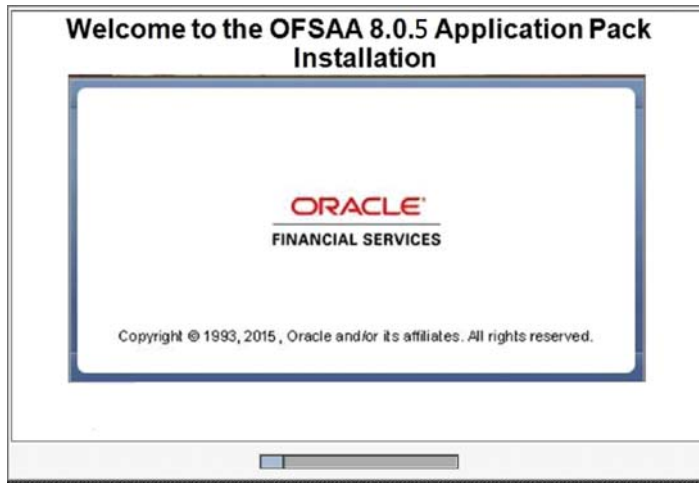 Welcome to the OFSAA 8.0.5 Application Pack
Installation
ORACLE®
FINANCIAL SERVICES
Copyright © 1993, 2015 , Oracle and/or its affiliates. All rights reserved.